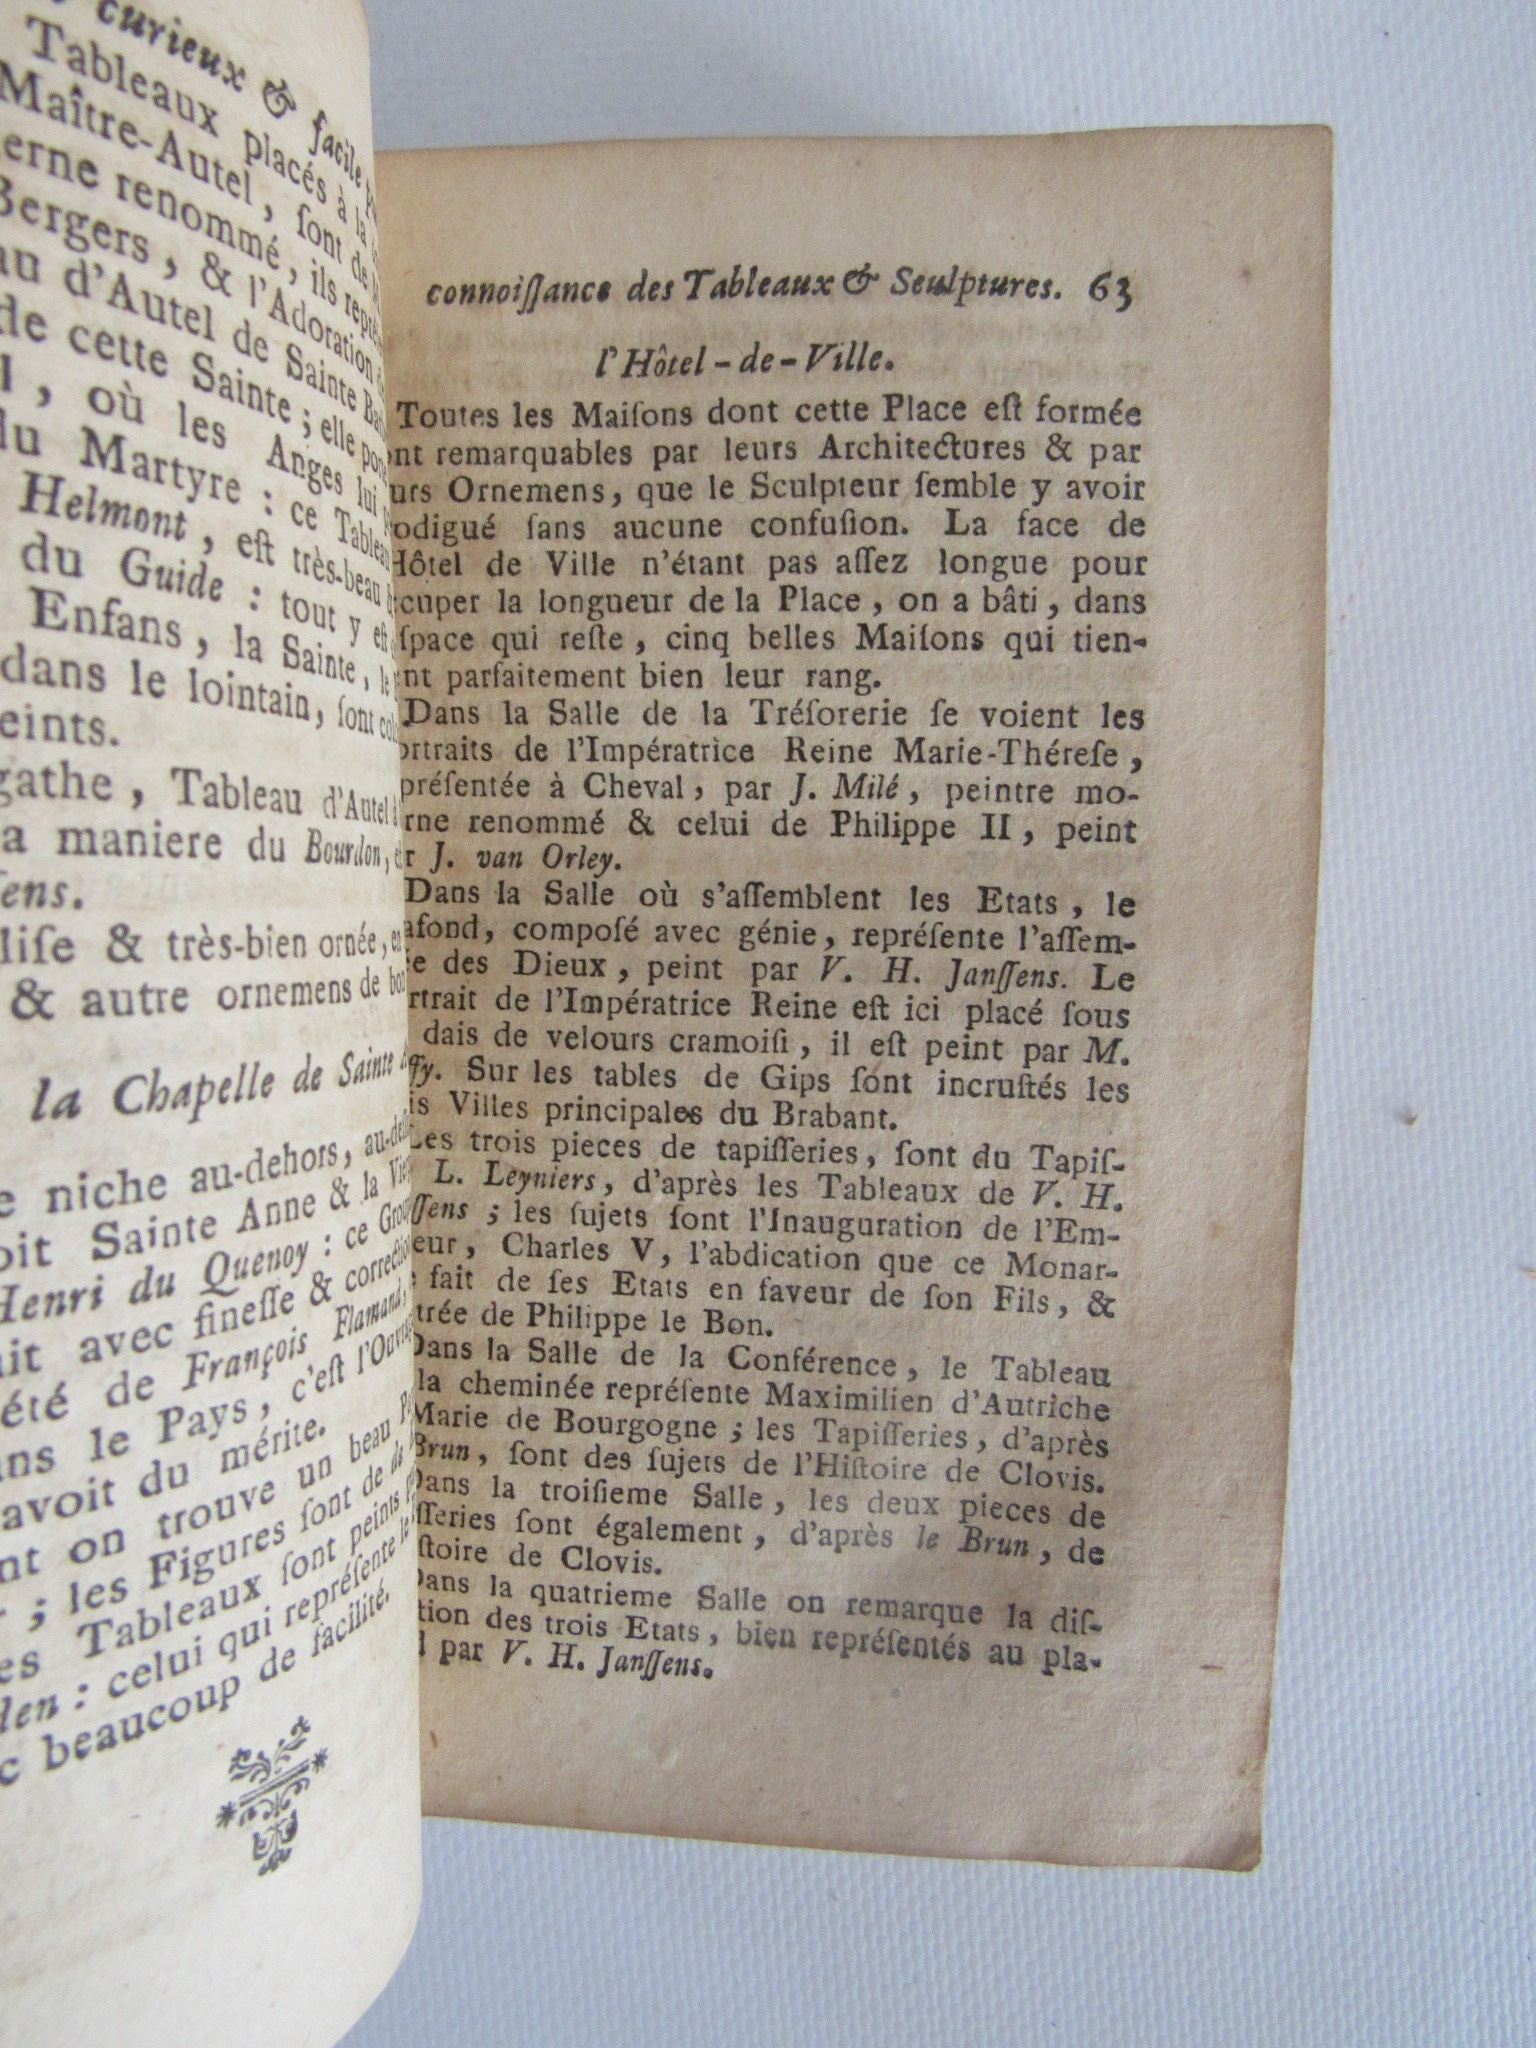 curieux & facile
Tableaux placés à la
Maître-Autel, ſont de
erne renommé, ils repré
Bergers, & l'Adoration
au d'Autel de Sainte
de cette Sainte ; elle
l, où les Anges lui
du Martyre : ce Tableau
Helmont, eſt très-beau
du Guide : tout y eſt
Enfans, la Sainte, le
dans le lointain, ſont
eints.
gathe, Tableau d'Autel
a maniere du Bourdon,
ſens.
liſe & très-bien ornée, en
& autre ornemens de
la Chapelle de Sainte
e niche au-dehors,
oit Sainte Anne & la
Henri du Quenoy : ce
ait avec fineſſe &
été de François Flamand,
ans le Pays, c'eſt
avoit du mérite.
nt on trouve un beau
; les Figures ſont de
es Tableaux ſont peints
den : celui qui repréſente
c beaucoup de facilité.
connoiſſance des Tableaux & Seulptures. 63
l'Hôtel-de-Ville.
Toutes les Maiſons dont cette Place eſt formée
ont remarquables par leurs Architectures & par
urs Ornemens, que le Sculpteur ſemble y avoir
odigué ſans aucune confuſion. La face de
Hôtel de Ville n'étant pas aſſez longue pour
cuper la longueur de la Place, on a bâti, dans
ſpace qui reſte, cinq belles Maiſons qui tien-
nt parfaitement bien leur rang.
Dans la Salle de la Tréſorerie ſe voient les
ortraits de l'Impératrice Reine Marie-Théreſe,
préſentée à Cheval, par J. Milé, peintre mo-
rne renommé & celui de Philippe II, peint
r J. van Orley.
Dans la Salle où s'aſſemblent les Etats, le
afond, compoſé avec génie, repréſente l'aſſem-
ée des Dieux, peint par V. H. Janſſens. Le
rtrait de l'Impératrice Reine eſt ici placé ſous
dais de velours cramoiſi, il eſt peint par M.
ffy. Sur les tables de Gips ſont incruſtés les
is Villes principales du Brabant.
Les trois pieces de tapiſſeries, ſont du Tapiſ-
L. Leyniers, d'après les Tableaux de V. H.
ſſens ; les ſujets ſont l'Inauguration de l'Em-
eur, Charles V, l'abdication que ce Monar-
e fait de ſes Etats en faveur de ſon Fils, &
trée de Philippe le Bon.
Dans la Salle de la Conférence, le Tableau
la cheminée repréſente Maximilien d'Autriche
Marie de Bourgogne ; les Tapiſſeries, d'après
Brun, ſont des ſujets de l'Hiſtoire de Clovis.
Dans la troiſieme Salle, les deux pieces de
iſſeries ſont également, d'après le Brun, de
ſtoire de Clovis.
Dans la quatrieme Salle on remarque la diſ-
tion des trois Etats, bien repréſentés au pla-
d par V. H. Janſſens.